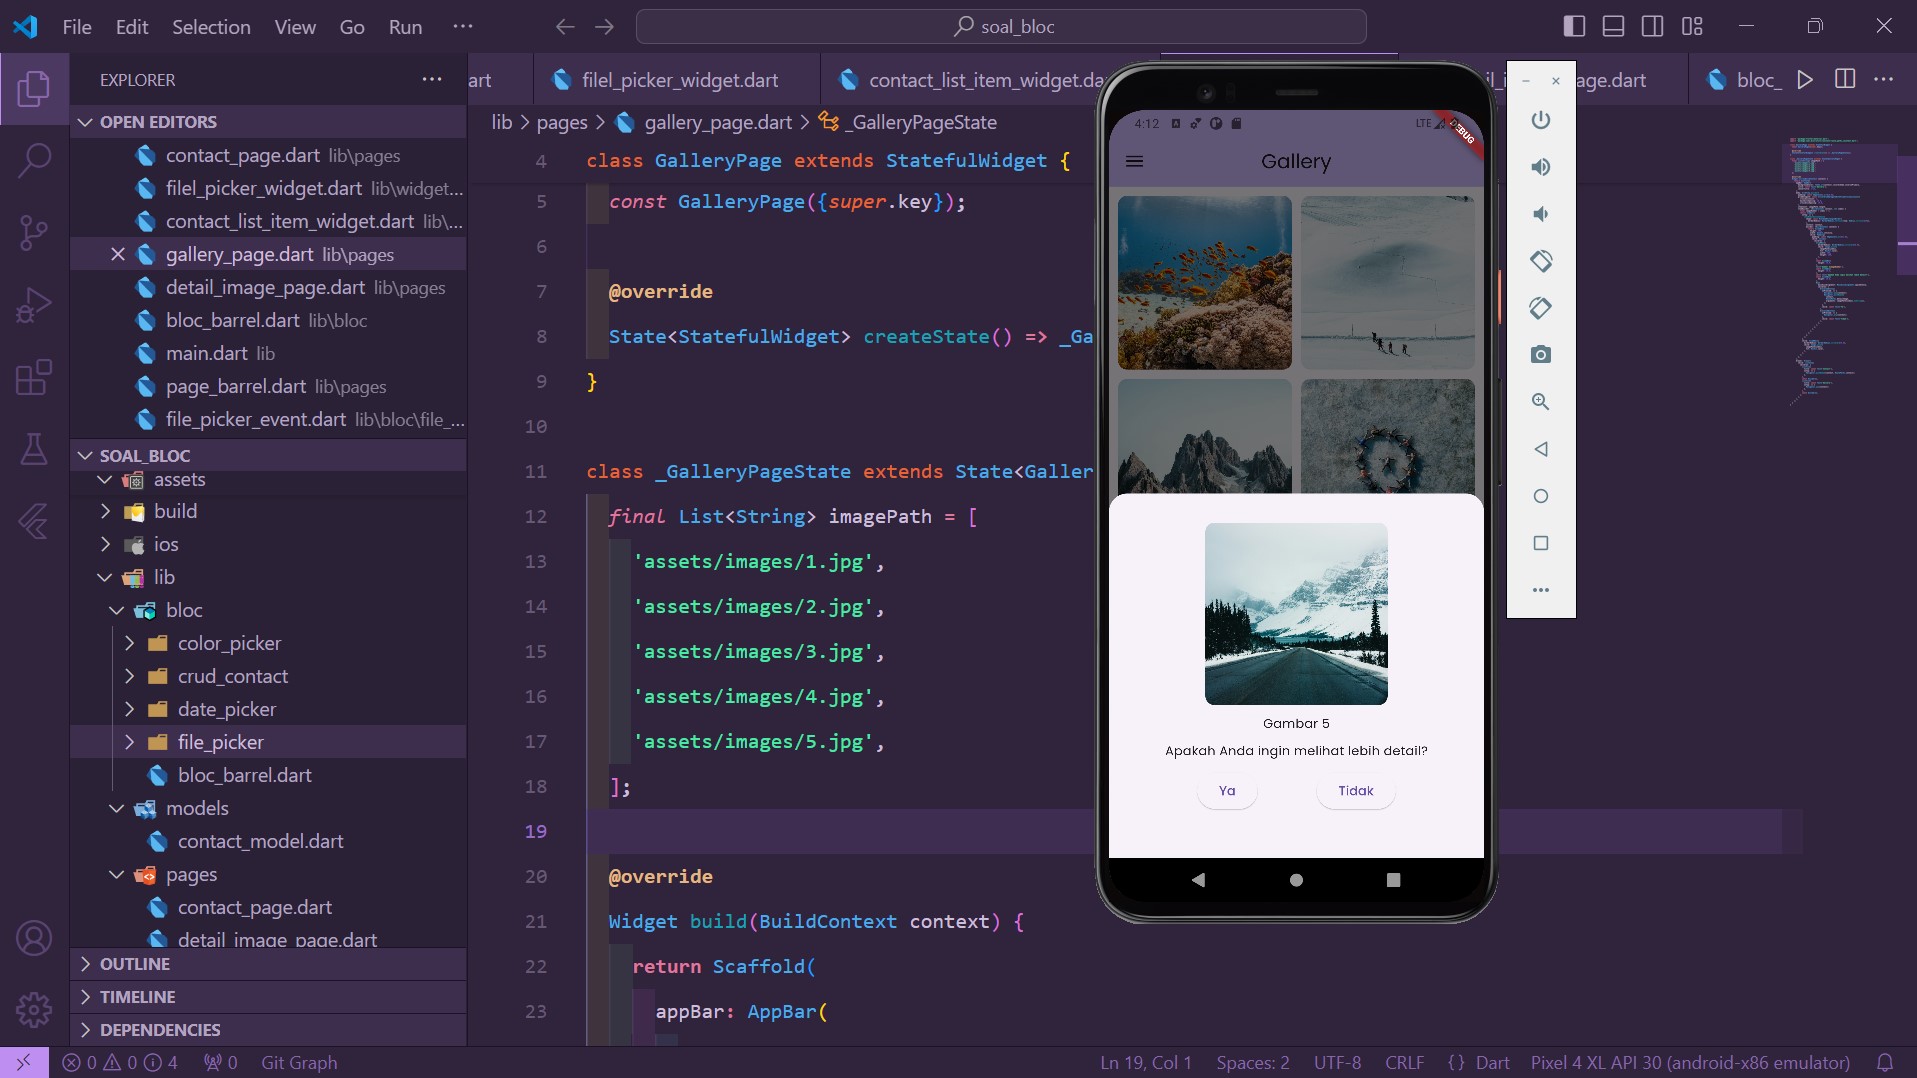 File Edit Selection View Go Run ··· soal_bloc
EXPLORER
OPEN EDITORS
contact_page.dart lib\pages
filel_picker_widget.dart lib\widget...
contact_list_item_widget.dart lib\...
gallery_page.dart lib\pages
detail_image_page.dart lib\pages
bloc_barrel.dart lib\bloc
main.dart lib
page_barrel.dart lib\pages
file_picker_event.dart lib\bloc\file_...
SOAL_BLOC
assets
build
ios
lib
bloc
color_picker
crud_contact
date_picker
file_picker
bloc_barrel.dart
models
contact_model.dart
pages
contact_page.dart
detail_image_page.dart
OUTLINE
TIMELINE
DEPENDENCIES
art filel_picker_widget.dart contact_list_item_widget.da age.dart bloc_
lib > pages > gallery_page.dart > _GalleryPageState
4 class GalleryPage extends StatefulWidget {
5 const GalleryPage({super.key});
6
7 @override
8 State<StatefulWidget> createState() => _Ga
9 }
10
11 class _GalleryPageState extends State<Galler
12 final List<String> imagePath = [
13 'assets/images/1.jpg',
14 'assets/images/2.jpg',
15 'assets/images/3.jpg',
16 'assets/images/4.jpg',
17 'assets/images/5.jpg',
18 ];
19
20 @override
21 Widget build(BuildContext context) {
22 return Scaffold(
23 appBar: AppBar(
4:12 LTE
DEBUG
Gallery
Gambar 5
Apakah Anda ingin melihat lebih detail?
Ya Tidak
0 0 4 0 Git Graph Ln 19, Col 1 Spaces: 2 UTF-8 CRLF { } Dart Pixel 4 XL API 30 (android-x86 emulator)